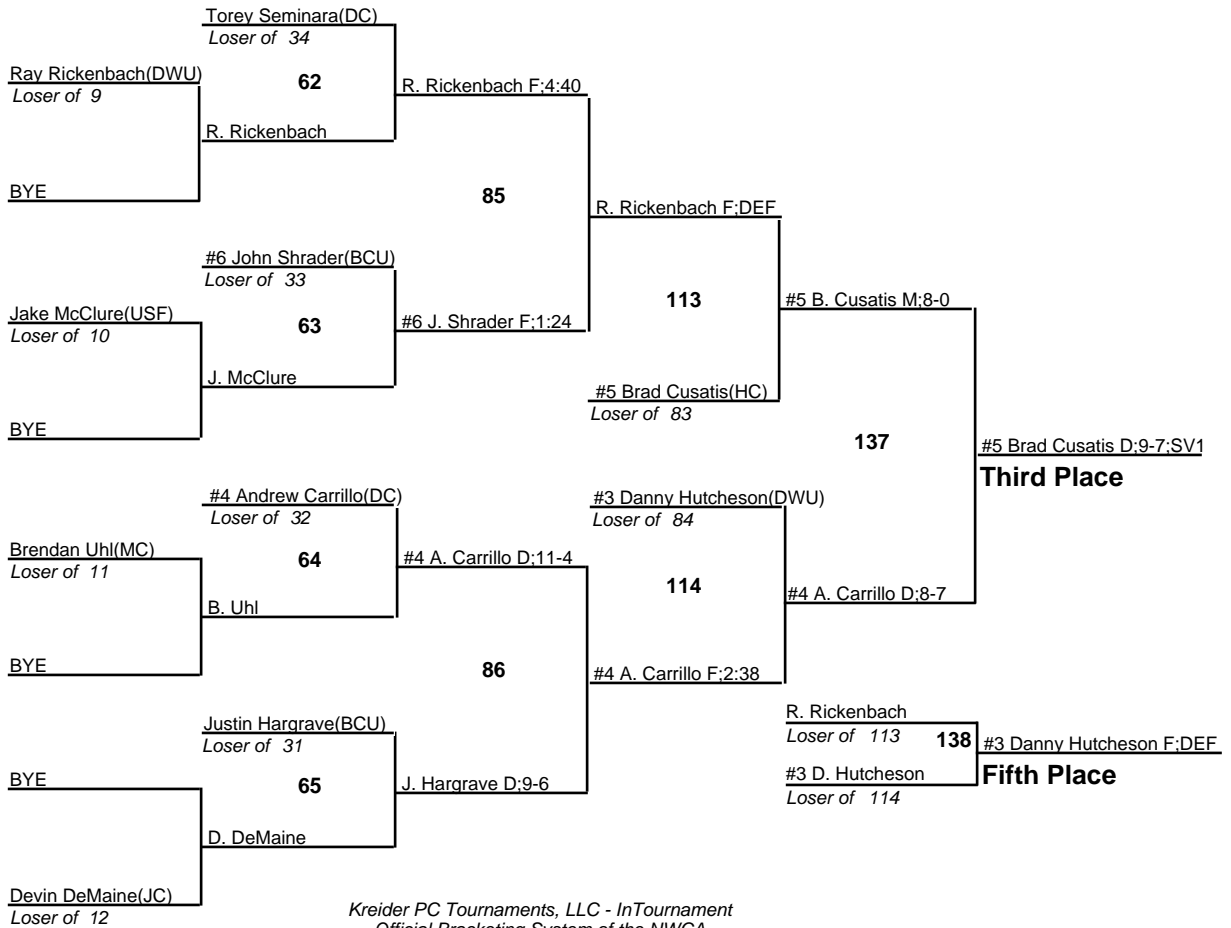 Torey Seminara(DC)
Loser of 34
Ray Rickenbach(DWU)
Loser of 9
62
R. Rickenbach F;4:40
R. Rickenbach
BYE
85
R. Rickenbach F;DEF
#6 John Shrader(BCU)
Loser of 33
Jake McClure(USF)
Loser of 10
63
#6 J. Shrader F;1:24
113
#5 B. Cusatis M;8-0
J. McClure
#5 Brad Cusatis(HC)
Loser of 83
BYE
137
#5 Brad Cusatis D;9-7;SV1
Third Place
#4 Andrew Carrillo(DC)
Loser of 32
#3 Danny Hutcheson(DWU)
Loser of 84
Brendan Uhl(MC)
Loser of 11
64
#4 A. Carrillo D;11-4
114
#4 A. Carrillo D;8-7
B. Uhl
BYE
86
#4 A. Carrillo F;2:38
Justin Hargrave(BCU)
Loser of 31
R. Rickenbach
Loser of 113
138
#3 Danny Hutcheson F;DEF
Fifth Place
#3 D. Hutcheson
Loser of 114
BYE
65
J. Hargrave D;9-6
D. DeMaine
Devin DeMaine(JC)
Loser of 12
Kreider PC Tournaments, LLC - InTournament
Official Bracketing System of the NWCA